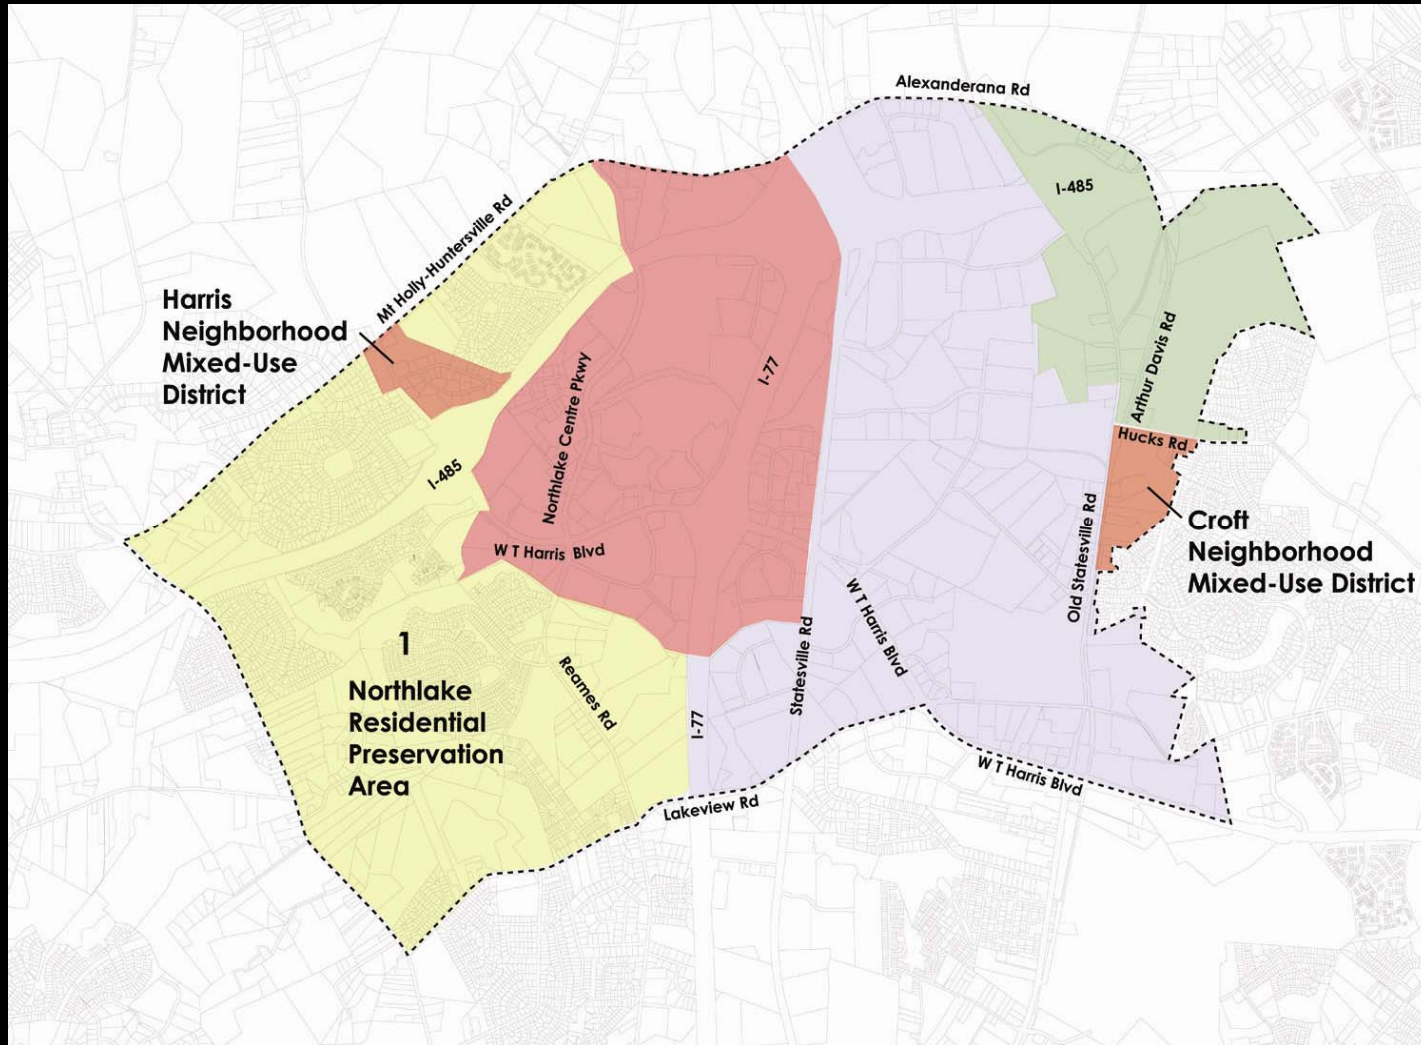 Alexanderana Rd
I-485
Mt Holly-Huntersville Rd
Harris
Neighborhood
Mixed-Use
District
Arthur Davis Rd
I-77
Northlake Centre Pkwy
Hucks Rd
I-485
Croft
Neighborhood
Mixed-Use District
Old Statesville Rd
W T Harris Blvd
W T Harris Blvd
1
Northlake
Residential
Preservation
Area
Reames Rd
Statesville Rd
I-77
W T Harris Blvd
Lakeview Rd